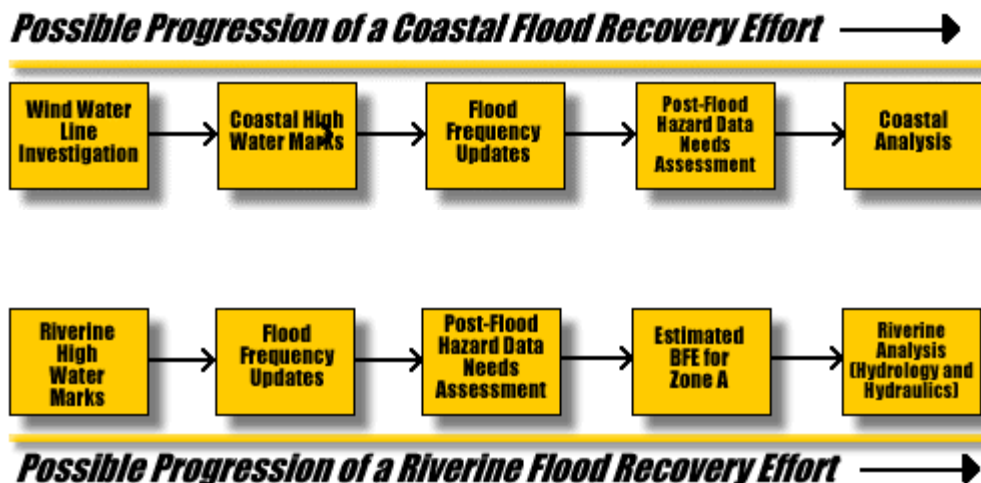 Possible Progression of a Coastal Flood Recovery Effort
Wind Water
Line
Investigation
Coastal High
Water Marks
Flood
Frequency
Updates
Post-Flood
Hazard Data
Needs
Assessment
Coastal
Analysis
Riverine
High
Water
Marks
Flood
Frequency
Updates
Post-Flood
Hazard Data
Needs
Assessment
Estimated
BFE for
Zone A
Riverine
Analysis
(Hydrology and
Hydraulics)
Possible Progression of a Riverine Flood Recovery Effort